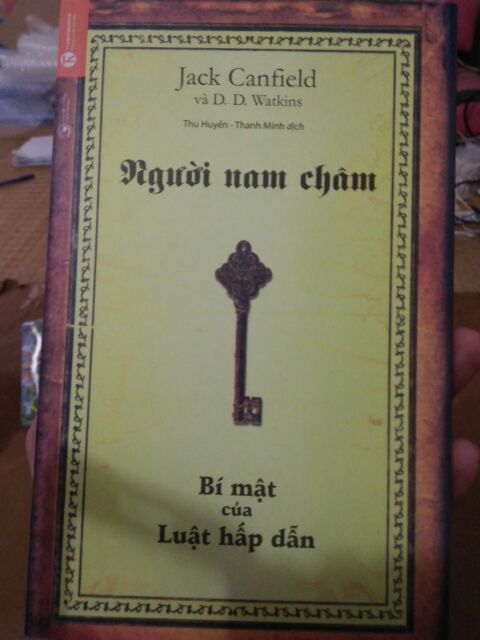 Jack Canfield
và D. D. Watkins
Thu Huyền - Thanh Minh dịch
Người nam châm
Bí mật
của
Luật hấp dẫn